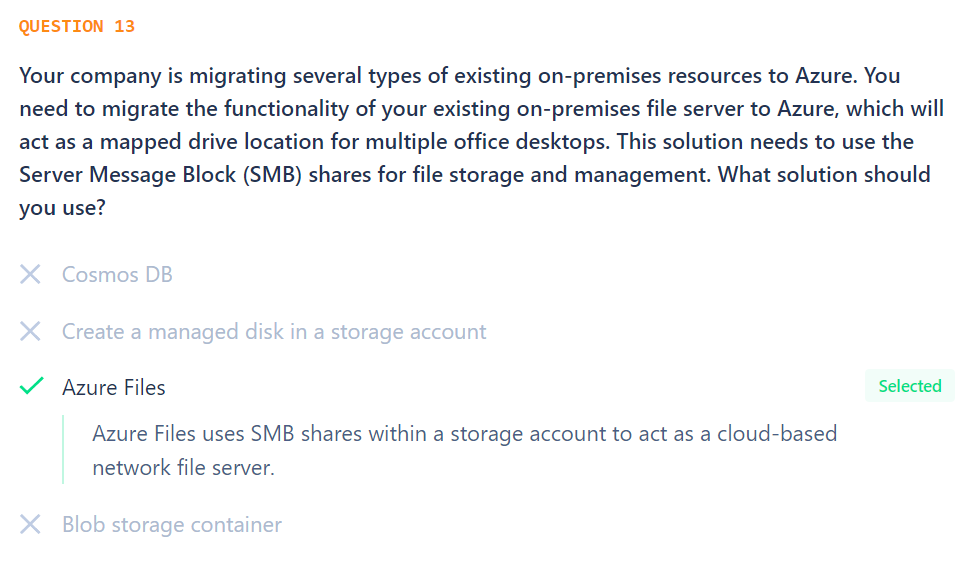 QUESTION 13
Your company is migrating several types of existing on-premises resources to Azure. You
need to migrate the functionality of your existing on-premises file server to Azure, which will
act as a mapped drive location for multiple office desktops. This solution needs to use the
Server Message Block (SMB) shares for file storage and management. What solution should
you use?
Cosmos DB
Create a managed disk in a storage account
Azure Files
Selected
Azure Files uses SMB shares within a storage account to act as a cloud-based
network file server.
Blob storage container